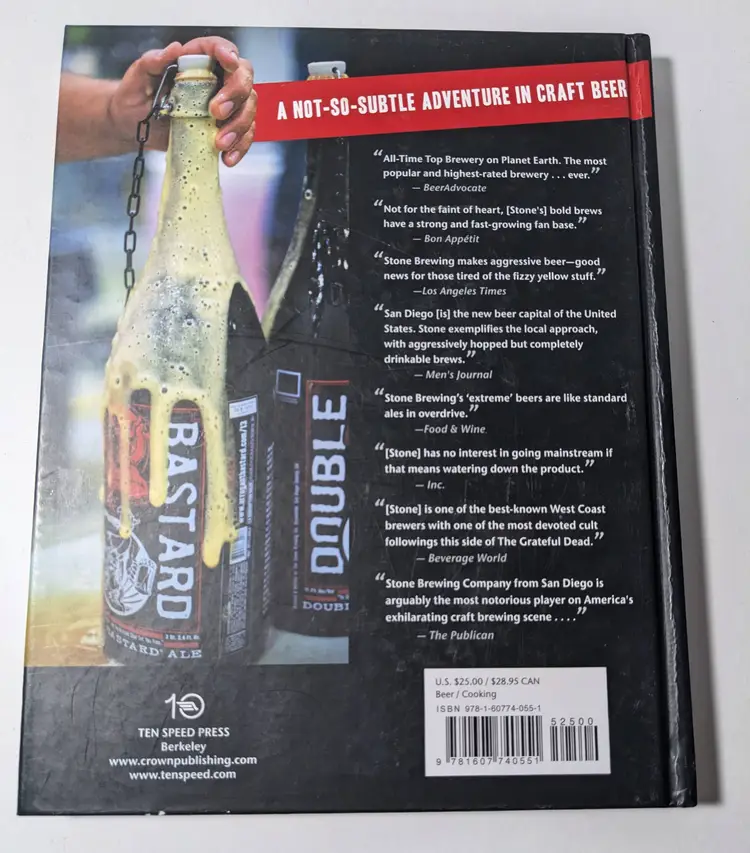 A NOT-SO-SUBTLE ADVENTURE IN CRAFT BEER
“All-Time Top Brewery on Planet Earth. The most
popular and highest-rated brewery . . . ever.”
— BeerAdvocate
“Not for the faint of heart, [Stone's] bold brews
have a strong and fast-growing fan base.”
— Bon Appétit
“Stone Brewing makes aggressive beer—good
news for those tired of the fizzy yellow stuff.”
—Los Angeles Times
“San Diego [is] the new beer capital of the United
States. Stone exemplifies the local approach,
with aggressively hopped but completely
drinkable brews.”
— Men's Journal
“Stone Brewing’s ‘extreme’ beers are like standard
ales in overdrive.”
—Food & Wine
“[Stone] has no interest in going mainstream if
that means watering down the product.”
— Inc.
“[Stone] is one of the best-known West Coast
brewers with one of the most devoted cult
followings this side of The Grateful Dead.”
— Beverage World
“Stone Brewing Company from San Diego is
arguably the most notorious player on America's
exhilarating craft brewing scene . . . .”
— The Publican
BASTARD
www.arrogantbastard.com/13
BASTARD ALE
DOUBLE
DOUBL
10
TEN SPEED PRESS
Berkeley
www.crownpublishing.com
www.tenspeed.com
U.S. $25.00 / $28.95 CAN
Beer / Cooking
ISBN 978-1-60774-055-1
52500
9 781607 740551